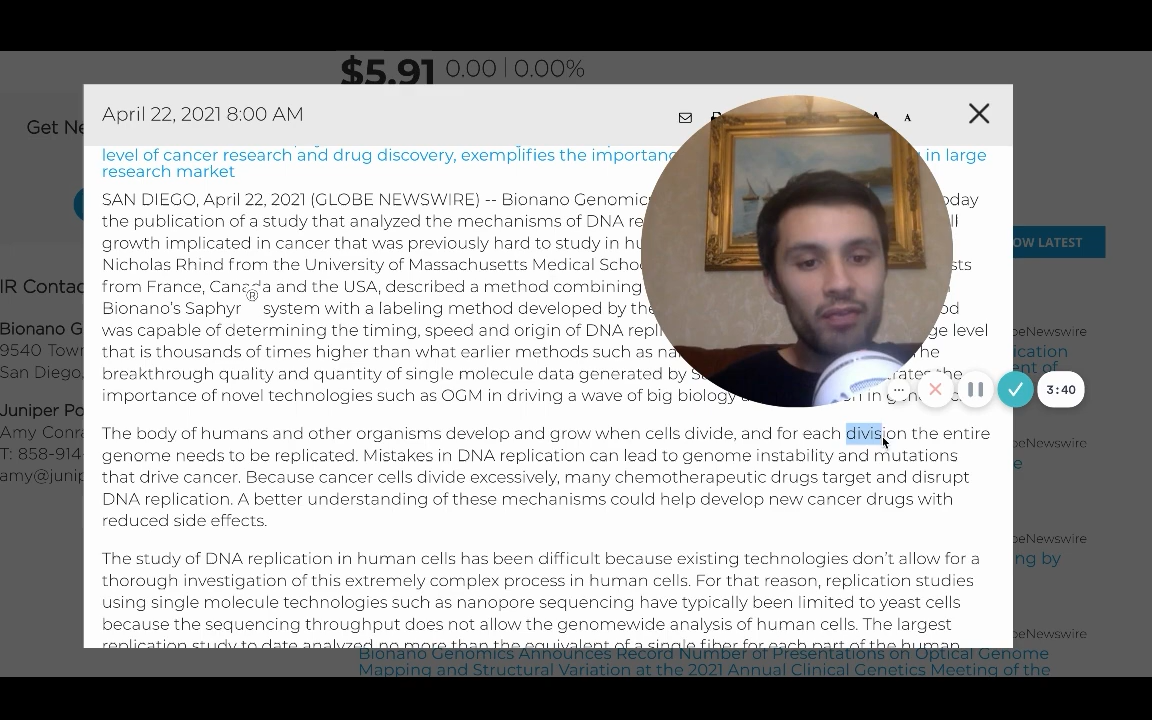 $5.91 0.00 | 0.00%
Get Ne
April 22, 2021 8:00 AM
A
level of cancer research and drug discovery, exemplifies the in large
research market
SAN DIEGO, April 22, 2021 (GLOBE NEWSWIRE) -- Bionano Genomics
the publication of a study that analyzed the mechanisms of DNA
growth implicated in cancer that was previously hard to study in
Nicholas Rhind from the University of Massachusetts Medical
from France, Canada and the USA, described a method combining
Bionano's Saphyr® system with a labeling method developed by the
was capable of determining the timing, speed and origin of DNA level
that is thousands of times higher than what earlier methods such as
breakthrough quality and quantity of single molecule data generated by
importance of novel technologies such as OGM in driving a wave of big biology in
The body of humans and other organisms develop and grow when cells divide, and for each division the entire
genome needs to be replicated. Mistakes in DNA replication can lead to genome instability and mutations
that drive cancer. Because cancer cells divide excessively, many chemotherapeutic drugs target and disrupt
DNA replication. A better understanding of these mechanisms could help develop new cancer drugs with
reduced side effects.
The study of DNA replication in human cells has been difficult because existing technologies don't allow for a
thorough investigation of this extremely complex process in human cells. For that reason, replication studies
using single molecule technologies such as nanopore sequencing have typically been limited to yeast cells
because the sequencing throughput does not allow the genomewide analysis of human cells. The largest
replication study to date analyzed no more than the equivalent of a single fiber for each part of the human
IR Contac
Bionano G
9540 Town
San Diego,
Juniper Po
Amy Conra
T: 858-914
amy@junip
OW LATEST
beNewswire
ication
ent of
3:40
e
beNewswire
ng by
beNewswire
Bionano Genomics Announces Record Number of Presentations on Optical Genome
Mapping and Structural Variation at the 2021 Annual Clinical Genetics Meeting of the